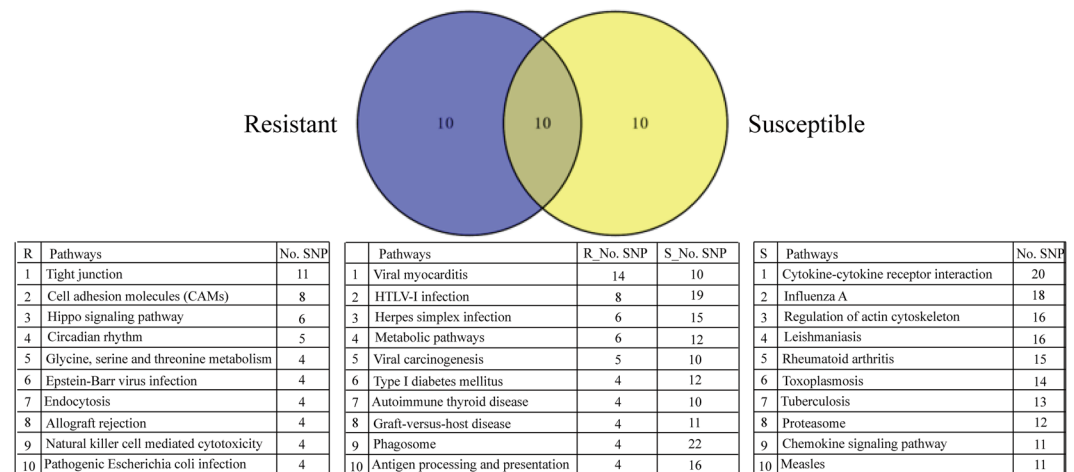 Resistant
10
10
10
Susceptible
R Pathways No. SNP
1 Tight junction 11
2 Cell adhesion molecules (CAMs) 8
3 Hippo signaling pathway 6
4 Circadian rhythm 5
5 Glycine, serine and threonine metabolism 4
6 Epstein-Barr virus infection 4
7 Endocytosis 4
8 Allograft rejection 4
9 Natural killer cell mediated cytotoxicity 4
10 Pathogenic Escherichia coli infection 4
Pathways R_No. SNP S_No. SNP
1 Viral myocarditis 14 10
2 HTLV-I infection 8 19
3 Herpes simplex infection 6 15
4 Metabolic pathways 6 12
5 Viral carcinogenesis 5 10
6 Type I diabetes mellitus 4 12
7 Autoimmune thyroid disease 4 10
8 Graft-versus-host disease 4 11
9 Phagosome 4 22
10 Antigen processing and presentation 4 16
S Pathways No. SNP
1 Cytokine-cytokine receptor interaction 20
2 Influenza A 18
3 Regulation of actin cytoskeleton 16
4 Leishmaniasis 16
5 Rheumatoid arthritis 15
6 Toxoplasmosis 14
7 Tuberculosis 13
8 Proteasome 12
9 Chemokine signaling pathway 11
10 Measles 11